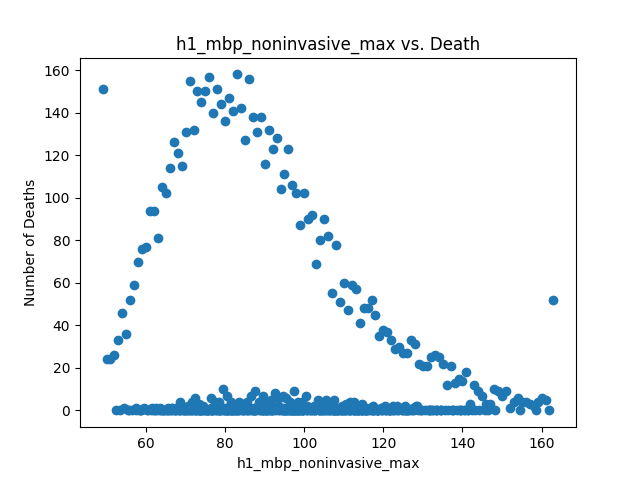 h1_mbp_noninvasive_max vs. Death
160
140
120
100
80
60
40
20
0
Number of Deaths
60 80 100 120 140 160
h1_mbp_noninvasive_max